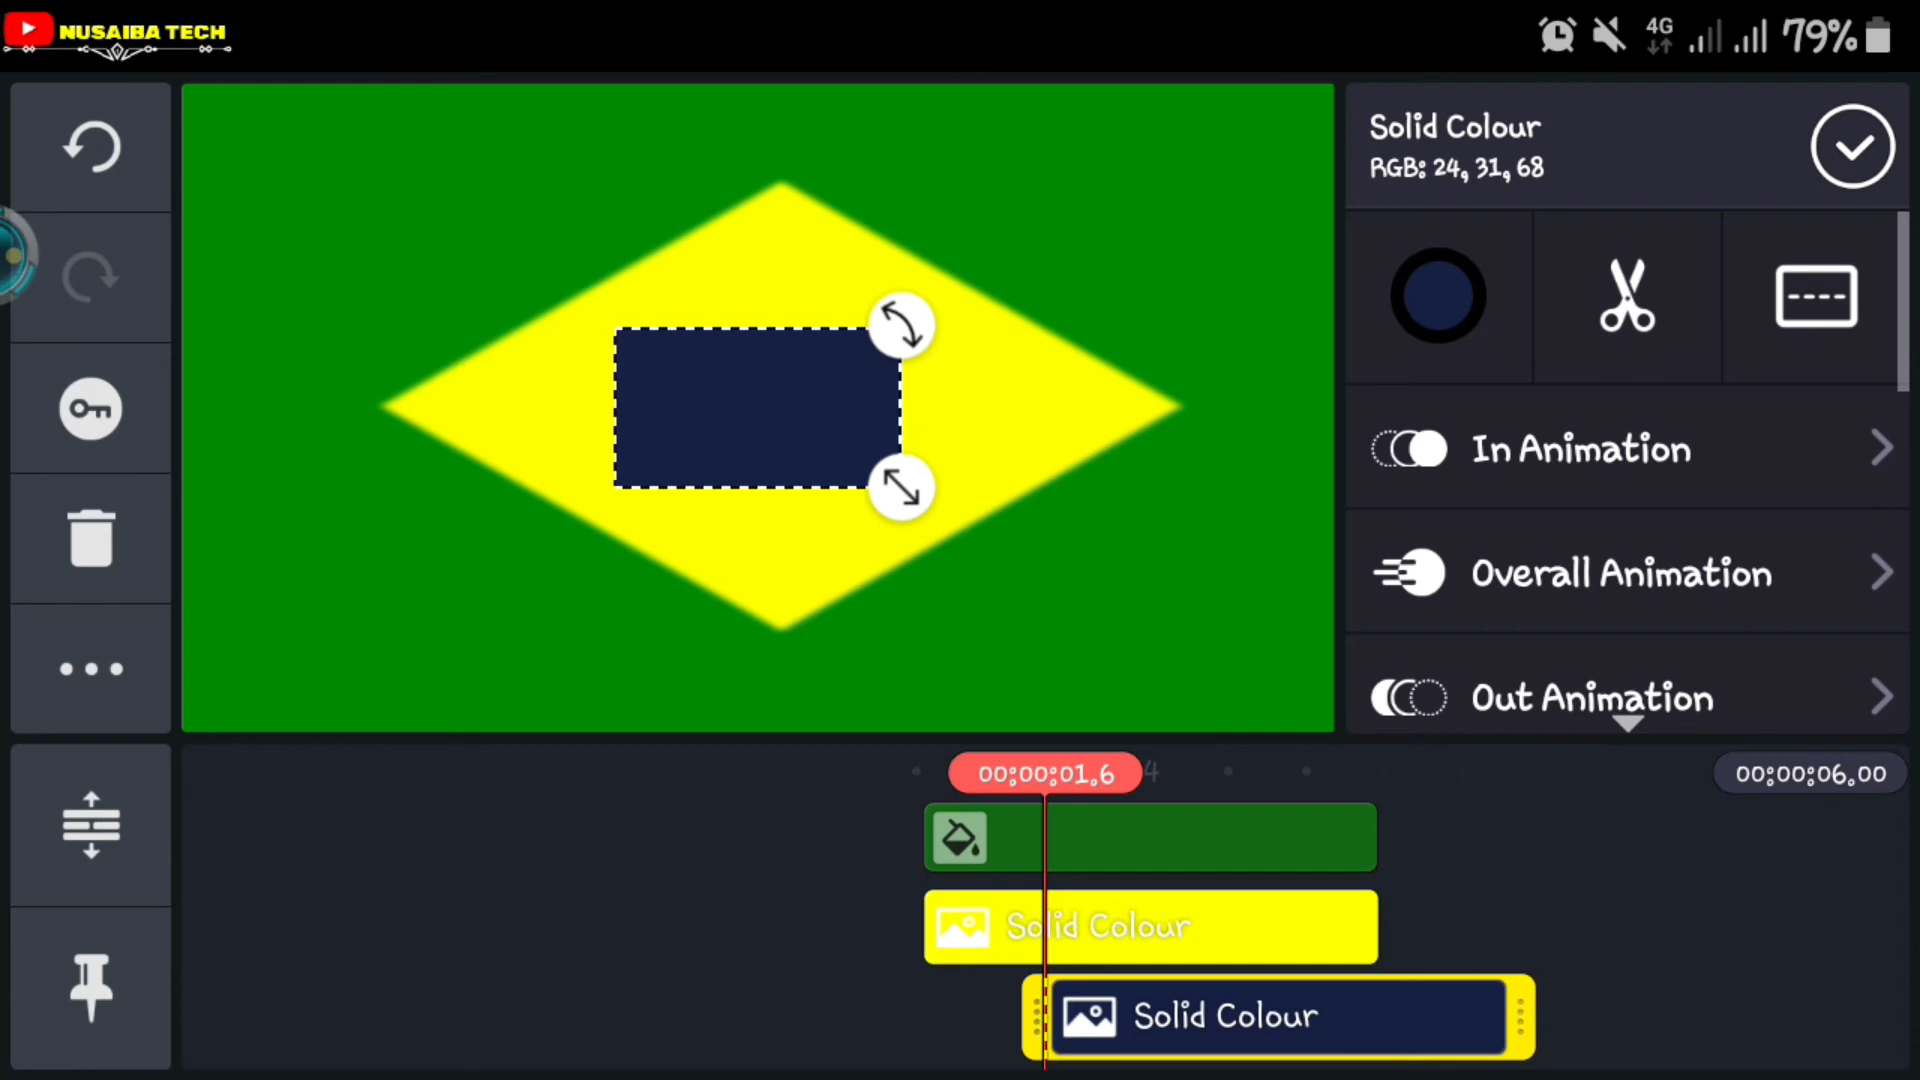 NUSAIBA TECH
4G
79%
Solid Colour
RGB: 24, 31, 68
In Animation
Overall Animation
Out Animation
00:00:01.6
4
00:00:06.00
Solid Colour
Solid Colour